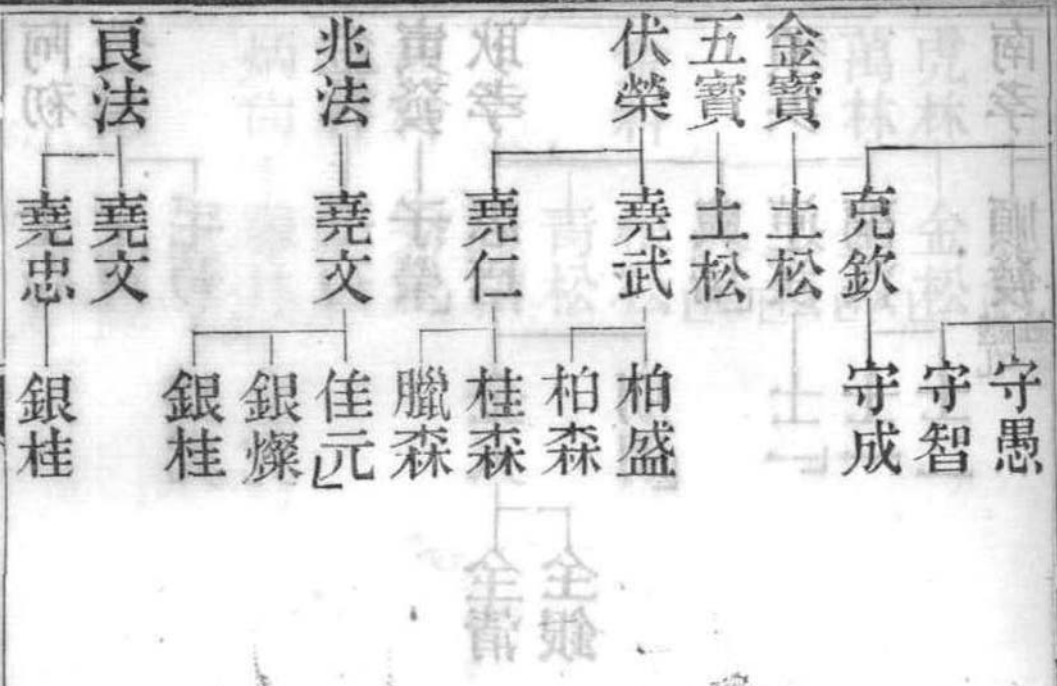 金寶
五寶
伏榮
兆法
良法
克欽
土松
土松
堯武
堯仁
堯文
堯文
堯忠
守愚
守智
守成
柏盛
柏森
桂森
臘森
佳元
銀燦
銀桂
銀桂